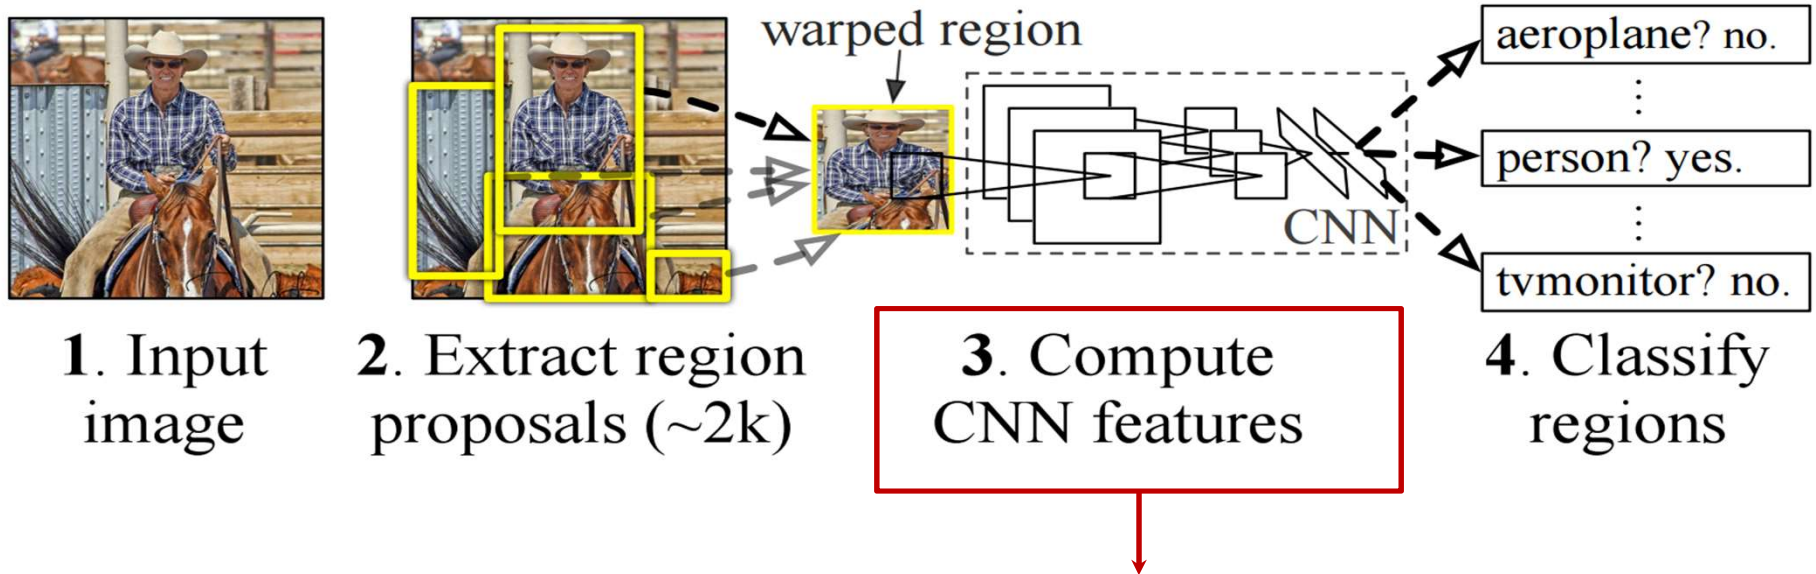 warped region
aeroplane? no.
person? yes.
CNN
tvmonitor? no.
1. Input
image
2. Extract region
proposals (~2k)
3. Compute
CNN features
4. Classify
regions